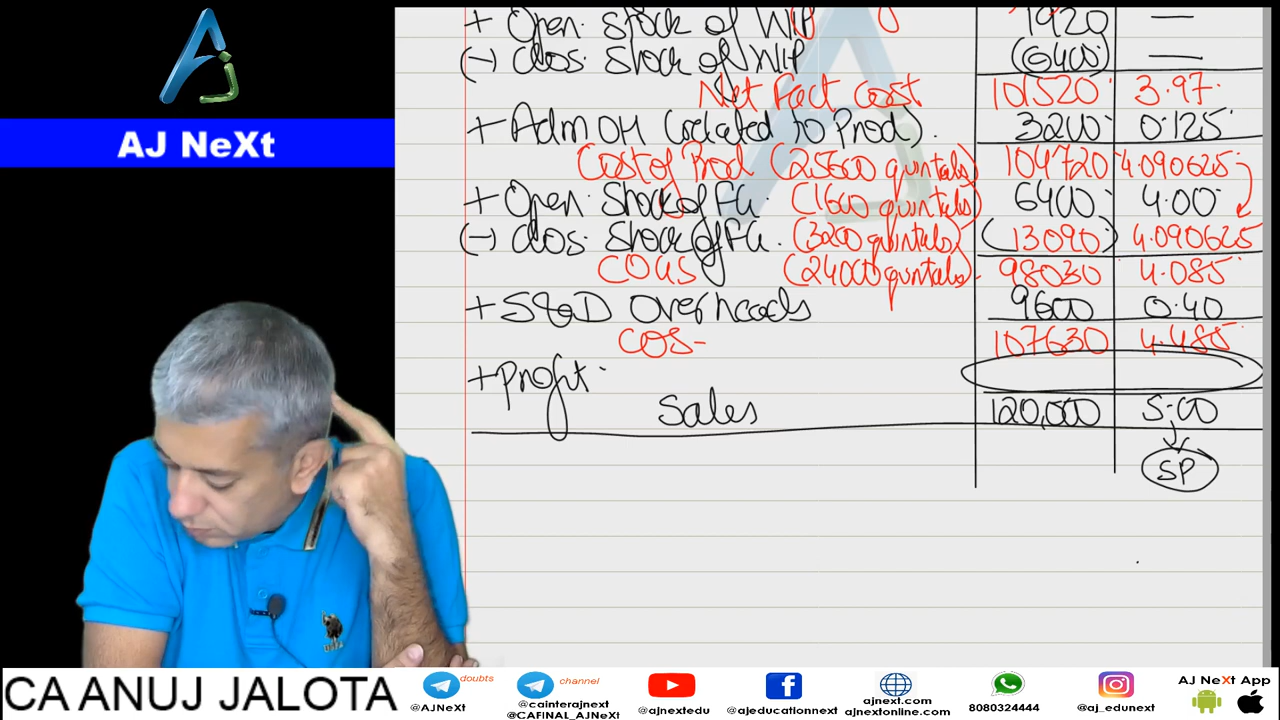 AJ NeXt
+ Open. Stock of WIP 1920 —
(-) Clos. Stock of WIP (6400) —
Net Fact cost 101520 3.97
+ Adm OH (related to Prod). 3200 0.125
Cost of Prod (25600 quintals) 104720 4.090625
+ Open. Stock of FG. (1600 quintals) 6400 4.00
(-) Clos. Stock of FG. (3200 quintals) (13090) 4.090625
COGS (24000 quintals). 98030 4.085
+ S&D Overheads 9600 0.40
COS- 107630 4.485
+ Profit.
Sales 120,000 5.00
SP
CA ANUJ JALOTA
doubts
@AJNeXt
channel
@cainterajnext
@CAFINAL_AJNeXt
@ajnextedu
@ajeducationnext
ajnext.com
ajnextonline.com
8080324444
@aj_edunext
AJ NeXt App